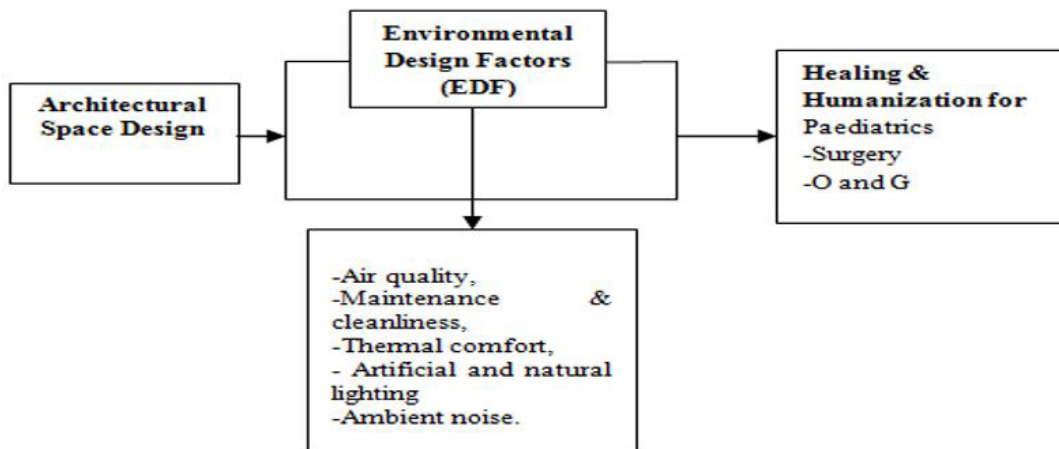 Environmental
Design Factors
(EDF)
Architectural
Space Design
Healing &
Humanization for
Paediatrics
-Surgery
-O and G
-Air quality,
-Maintenance &
cleanliness,
-Thermal comfort,
- Artificial and natural
lighting
-Ambient noise.